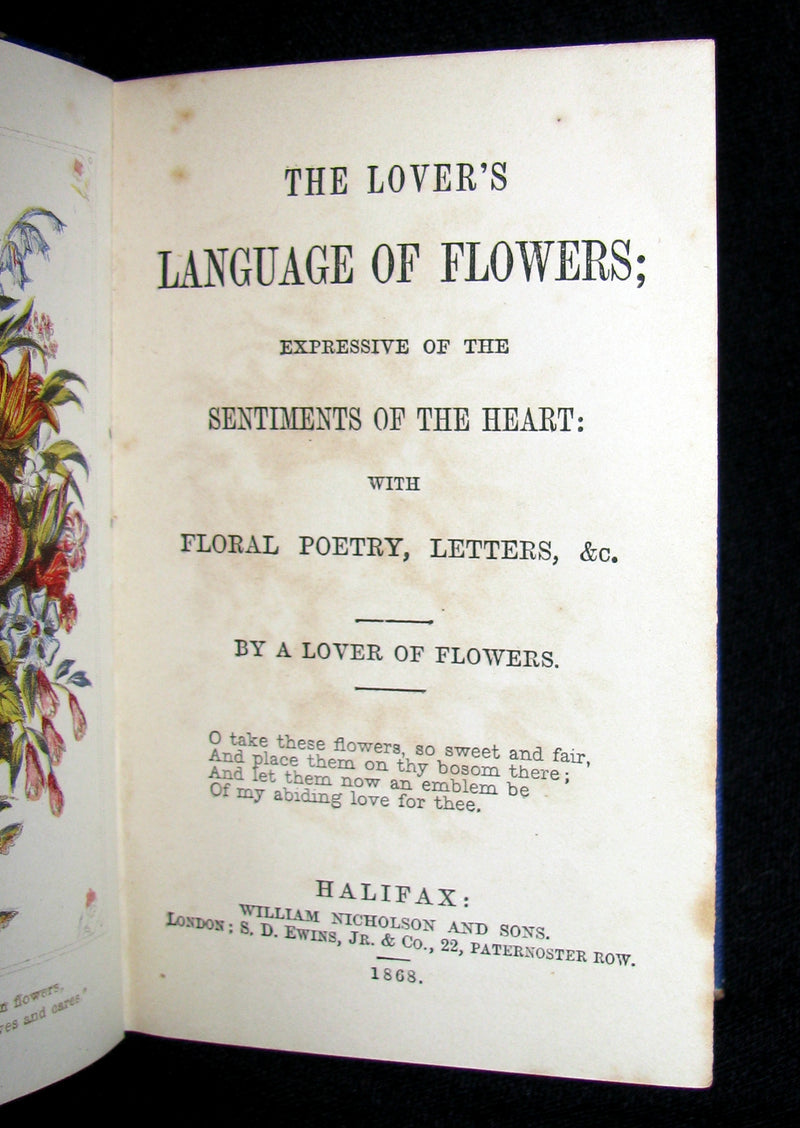 THE LOVER'S
LANGUAGE OF FLOWERS;
EXPRESSIVE OF THE
SENTIMENTS OF THE HEART:
WITH
FLORAL POETRY, LETTERS, &c.
BY A LOVER OF FLOWERS.
O take these flowers, so sweet and fair,
And place them on thy bosom there;
And let them now an emblem be
Of my abiding love for thee.
HALIFAX:
WILLIAM NICHOLSON AND SONS.
LONDON; S. D. EWINS, JR. & CO., 22, PATERNOSTER ROW.
1868.
flowers,
and cares"